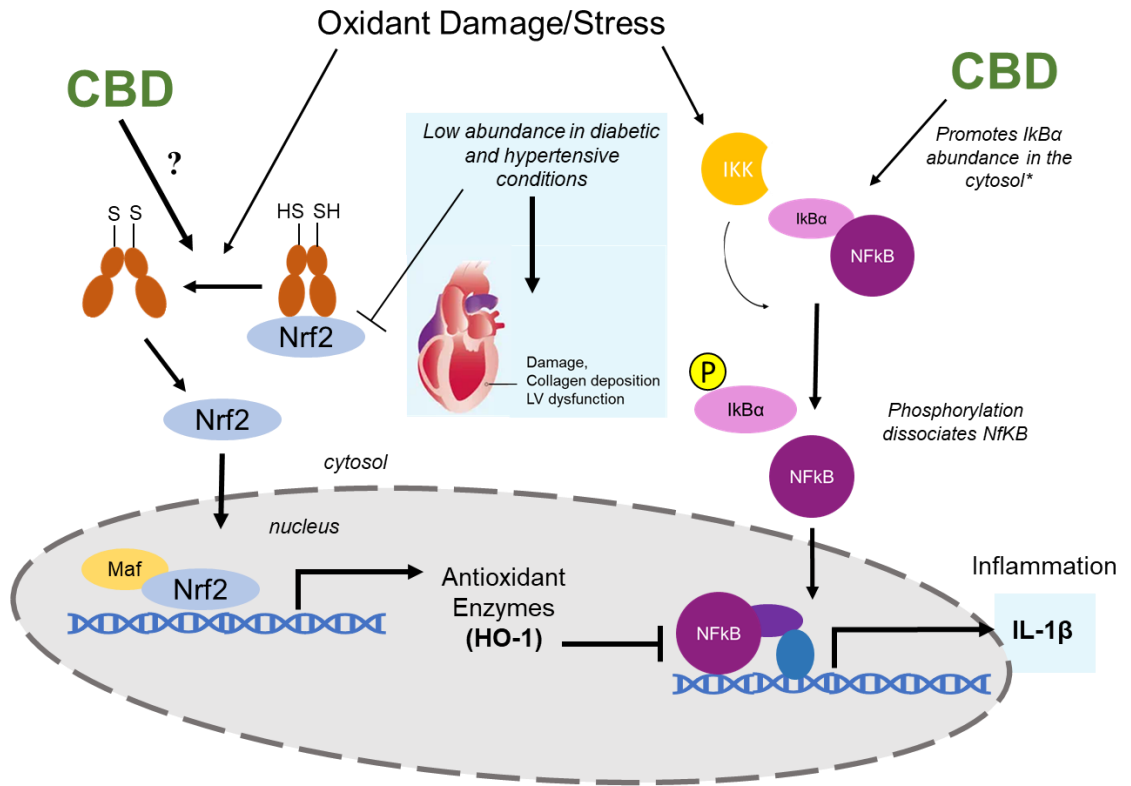 Oxidant Damage/Stress
CBD
CBD
?
Low abundance in diabetic
and hypertensive
conditions
Promotes IkBα
abundance in the
cytosol*
IKK
IkBα
NFkB
S S
HS SH
Nrf2
Damage,
Collagen deposition
LV dysfunction
P
IkBα
Phosphorylation
dissociates NfKB
Nrf2
NFkB
cytosol
nucleus
Maf
Nrf2
Antioxidant
Enzymes
(HO-1)
NFkB
Inflammation
IL-1β